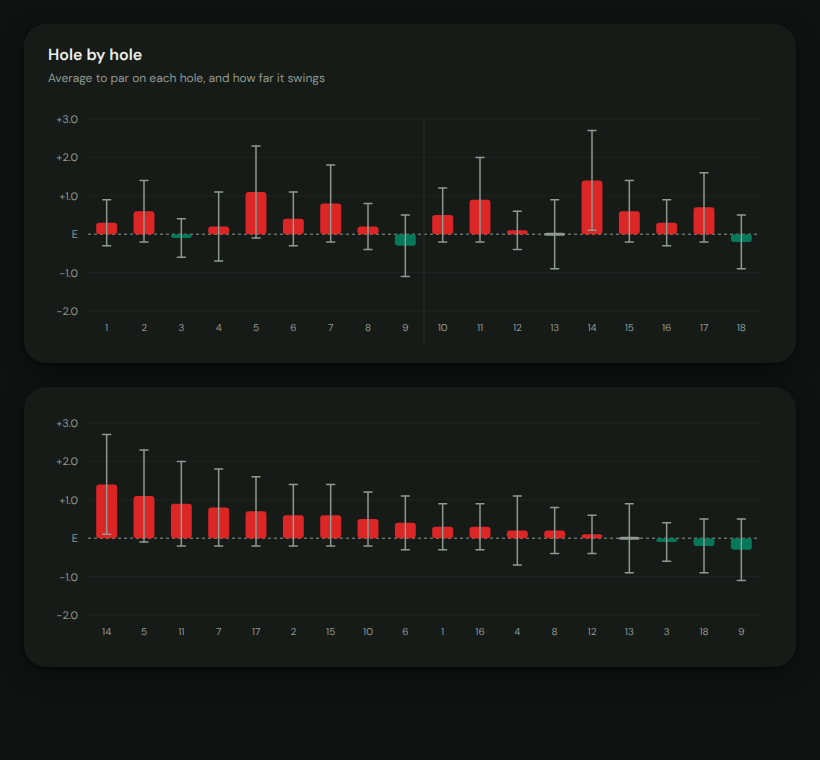 Hole by hole
Average to par on each hole, and how far it swings
+3.0
+2.0
+1.0
E
−1.0
−2.0
1 2 3 4 5 6 7 8 9 10 11 12 13 14 15 16 17 18
+3.0
+2.0
+1.0
E
−1.0
−2.0
14 5 11 7 17 2 15 10 6 1 16 4 8 12 13 3 18 9